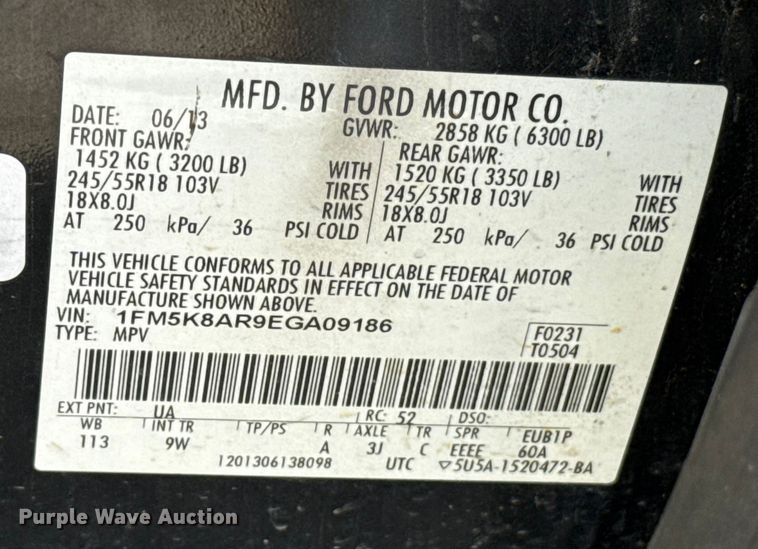 MFD. BY FORD MOTOR CO.
DATE: 06/13 GVWR: 2858 KG ( 6300 LB)
FRONT GAWR: REAR GAWR:
1452 KG ( 3200 LB) WITH 1520 KG ( 3350 LB) WITH
245/55R18 103V TIRES 245/55R18 103V TIRES
18X8.0J RIMS 18X8.0J RIMS
AT 250 kPa/ 36 PSI COLD AT 250 kPa/ 36 PSI COLD
THIS VEHICLE CONFORMS TO ALL APPLICABLE FEDERAL MOTOR
VEHICLE SAFETY STANDARDS IN EFFECT ON THE DATE OF
MANUFACTURE SHOWN ABOVE.
VIN: 1FM5K8AR9EGA09186
TYPE: MPV
F0231
T0504
EXT PNT: UA RC: 52 DSO:
WB INT TR TP/PS R AXLE TR SPR EUB1P
113 9W A 3J C EEEE 60A
1201306138098 UTC ▽5U5A-1520472-BA
Purple Wave Auction